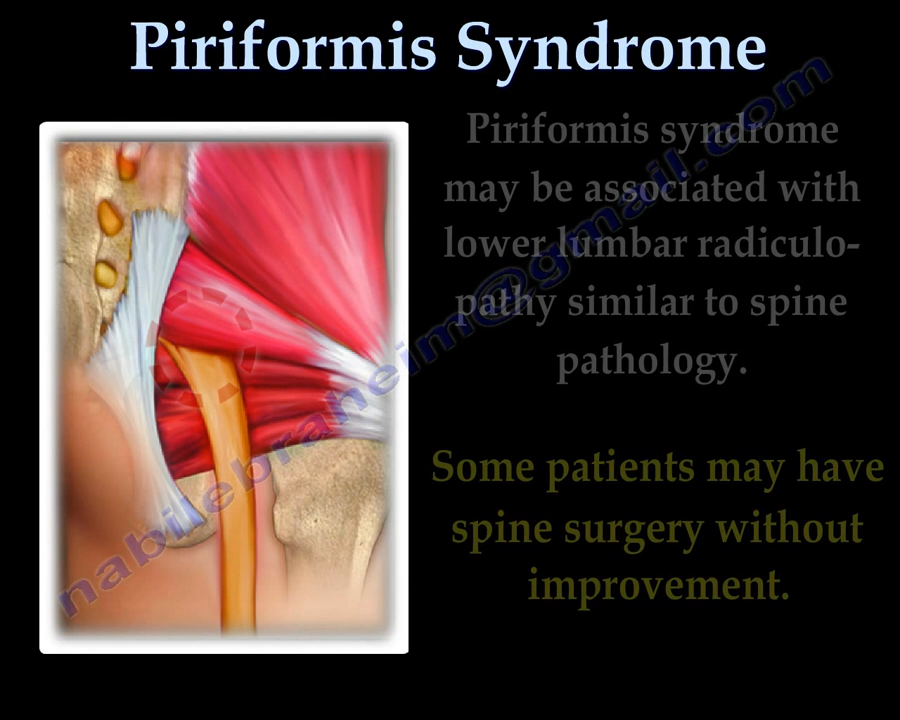 Piriformis Syndrome
Piriformis syndrome
may be associated with
lower lumbar radiculo-
pathy similar to spine
pathology.
Some patients may have
spine surgery without
improvement.
nabilebraheim@gmail.com